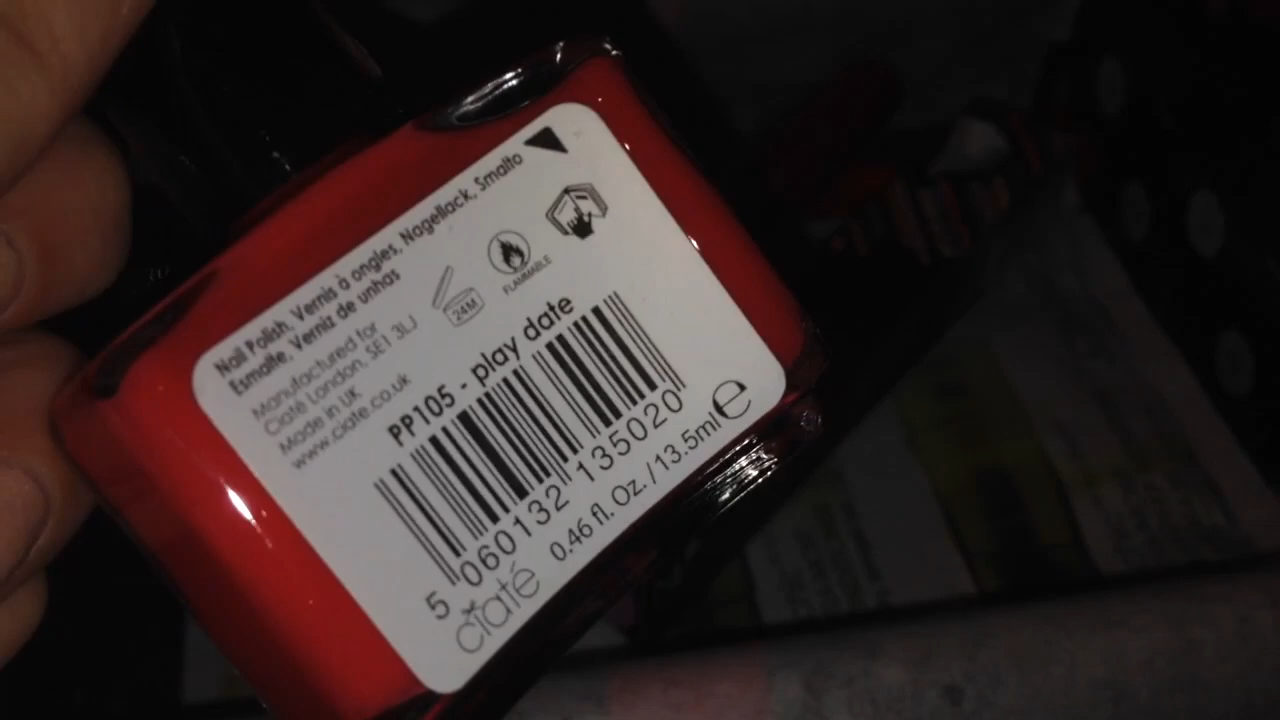 Nail Polish, Vernis à ongles, Nagellack, Smalto
Esmalte, Verniz de unhas
Manufactured for
Ciaté London, SE1 3LJ
Made in UK
www.ciate.co.uk
24M
FLAMMABLE
PP105 - play date
5 060132 135020
ciaté
0.46 fl. Oz. / 13.5ml e